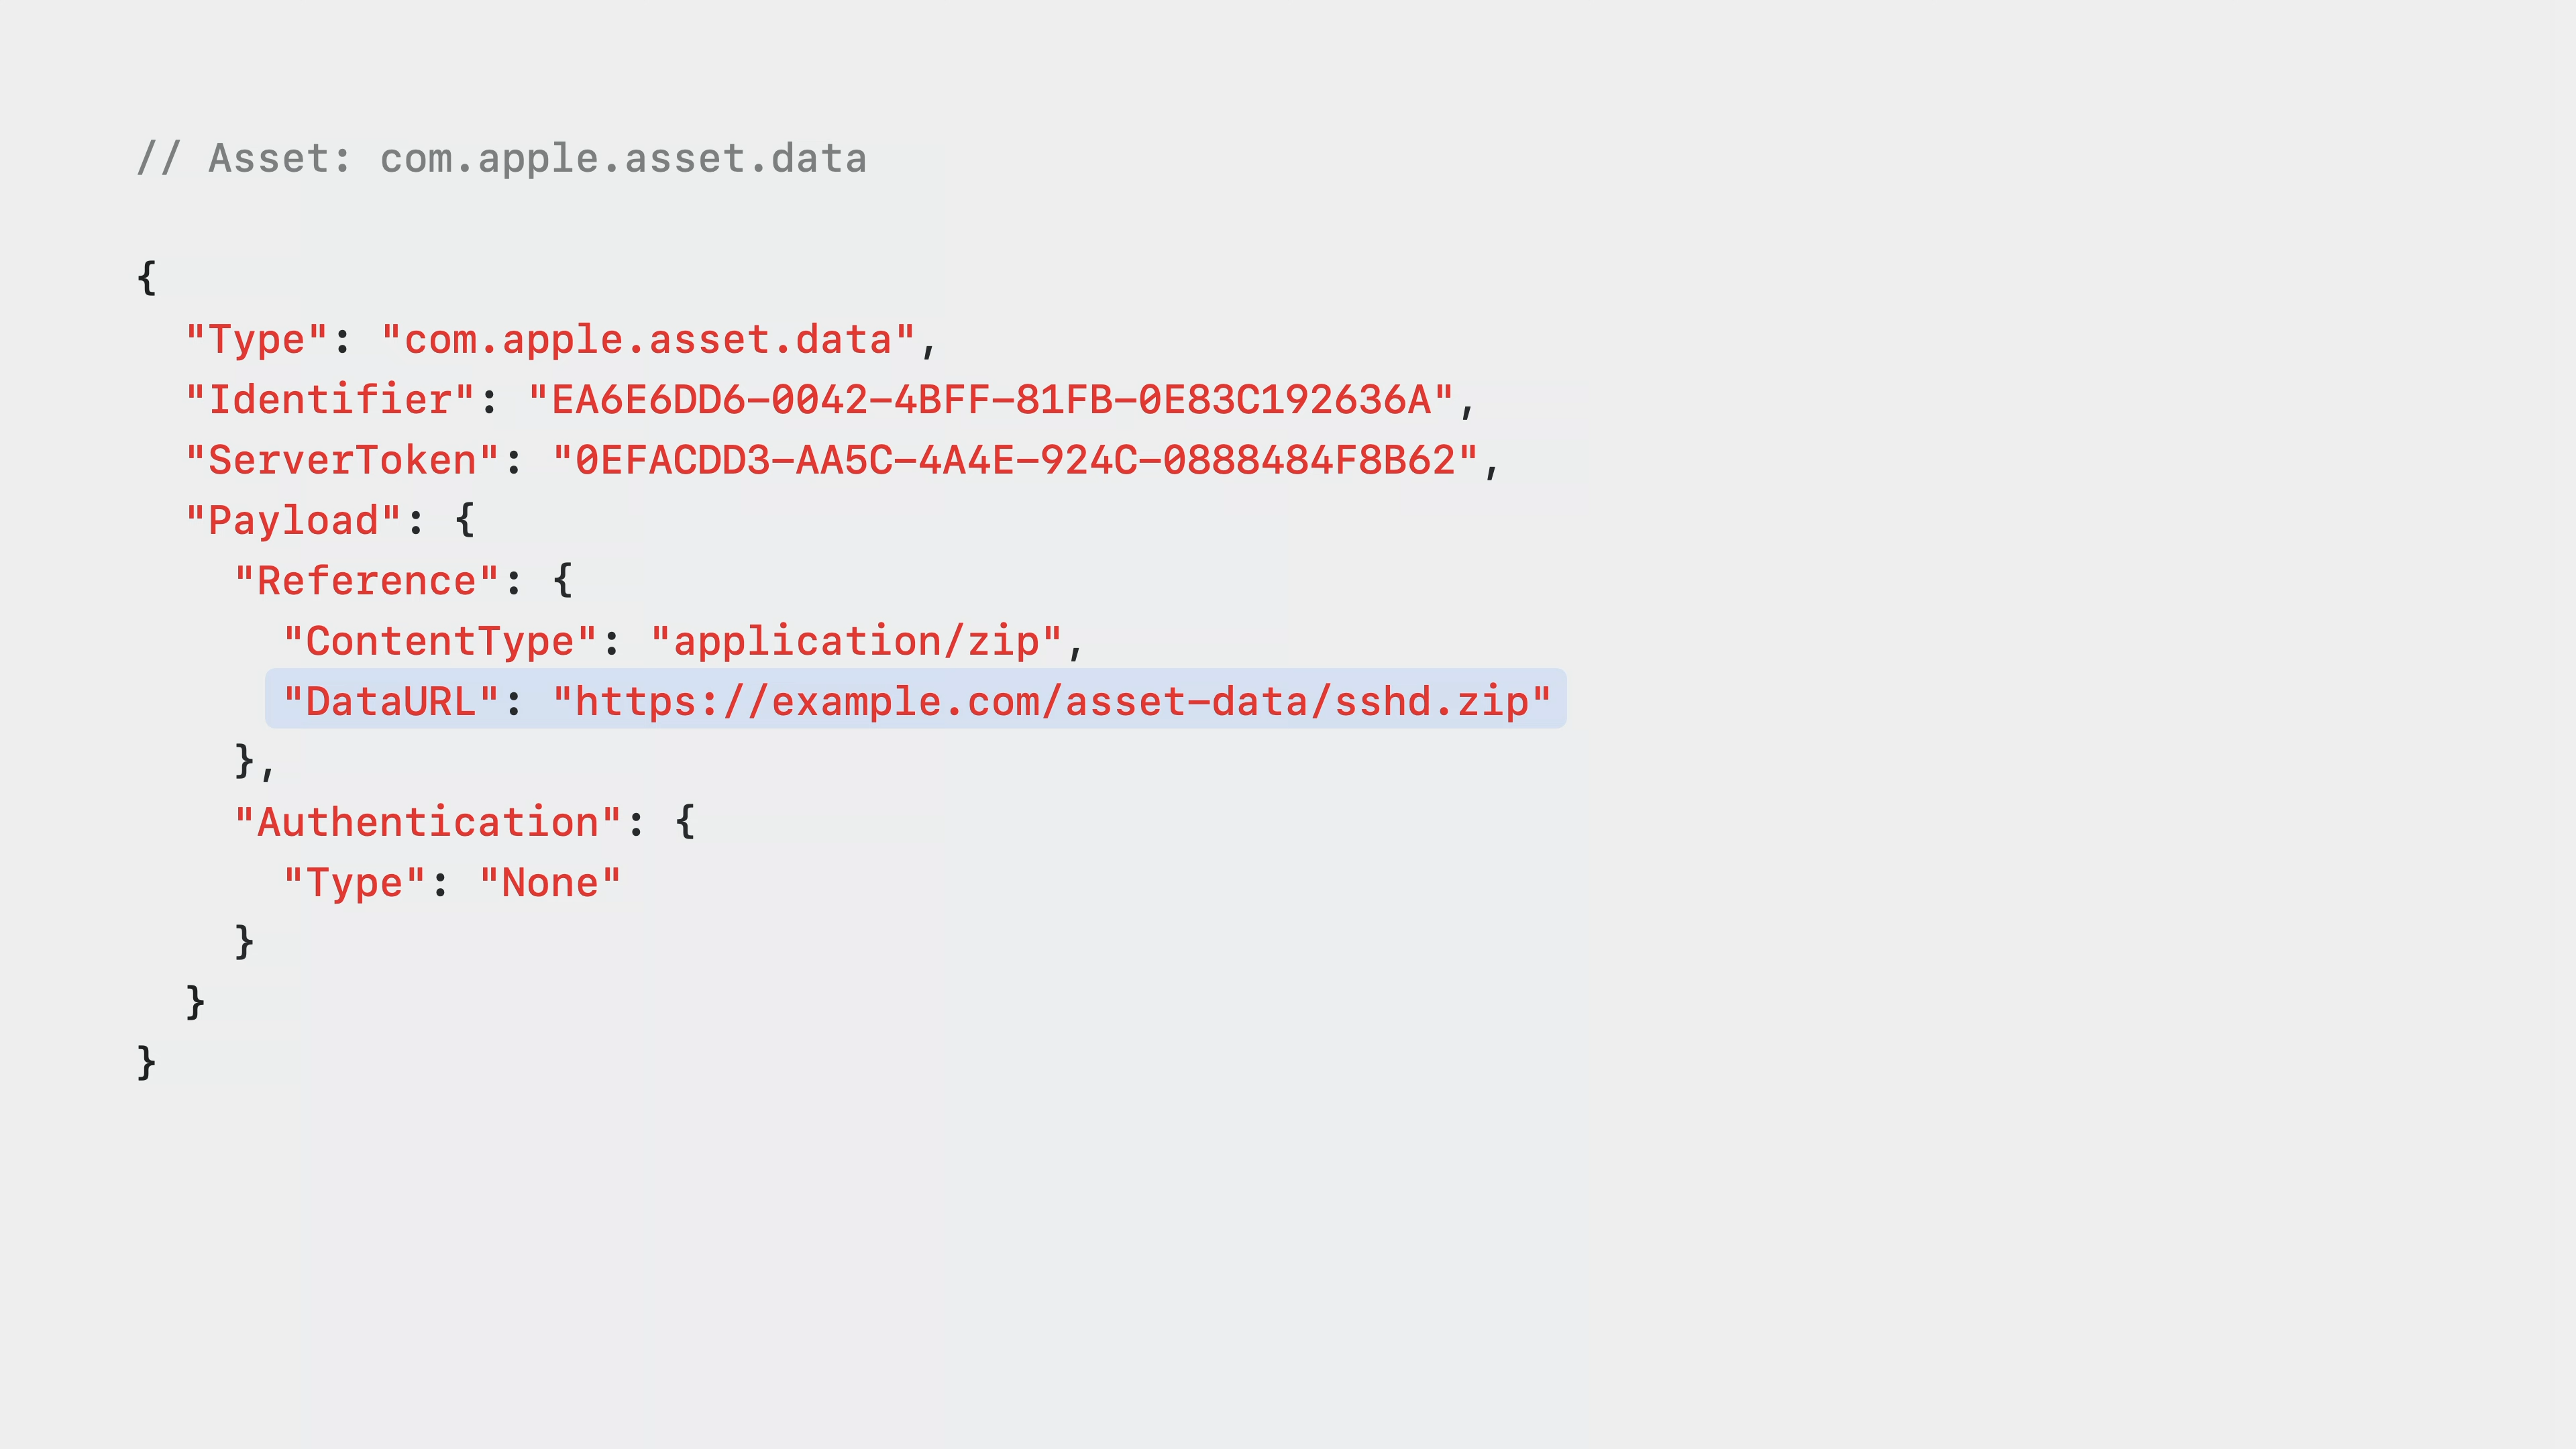 // Asset: com.apple.asset.data
{
"Type": "com.apple.asset.data",
"Identifier": "EA6E6DD6-0042-4BFF-81FB-0E83C192636A",
"ServerToken": "0EFACDD3-AA5C-4A4E-924C-0888484F8B62",
"Payload": {
"Reference": {
"ContentType": "application/zip",
"DataURL": "https://example.com/asset-data/sshd.zip"
},
"Authentication": {
"Type": "None"
}
}
}